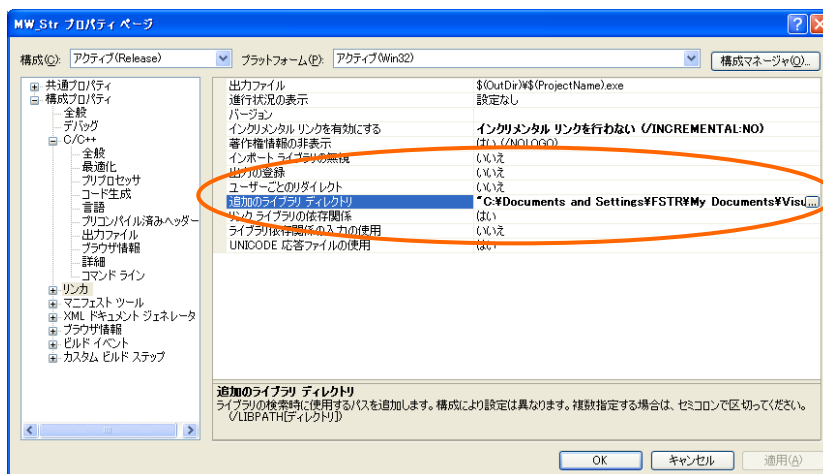 MW_Str プロパティ ページ
構成(C): アクティブ(Release) プラットフォーム(P): アクティブ(Win32) 構成マネージャ(O)...
共通プロパティ
構成プロパティ
全般
デバッグ
C/C++
全般
最適化
プリプロセッサ
コード生成
言語
プリコンパイル済みヘッダー
出力ファイル
ブラウザ情報
詳細
コマンド ライン
リンカ
マニフェスト ツール
XML ドキュメント ジェネレータ
ブラウザ情報
ビルド イベント
カスタム ビルド ステップ
出力ファイル $(OutDir)¥$(ProjectName).exe
進行状況の表示 設定なし
バージョン
インクリメンタル リンクを有効にする インクリメンタル リンクを行わない (/INCREMENTAL:NO)
著作権情報の非表示 はい (/NOLOGO)
インポート ライブラリの無視 いいえ
出力の登録 いいえ
ユーザーごとのリダイレクト いいえ
追加のライブラリ ディレクトリ "C:¥Documents and Settings¥FSTR¥My Documents¥Visu ...
リンク ライブラリの依存関係 はい
ライブラリ依存関係の入力の使用 いいえ
UNICODE 応答ファイルの使用 はい
追加のライブラリ ディレクトリ
ライブラリの検索時に使用するパスを追加します。構成により設定は異なります。複数指定する場合は、セミコロンで区切ってください。
(/LIBPATH[ディレクトリ])
OK キャンセル 適用(A)